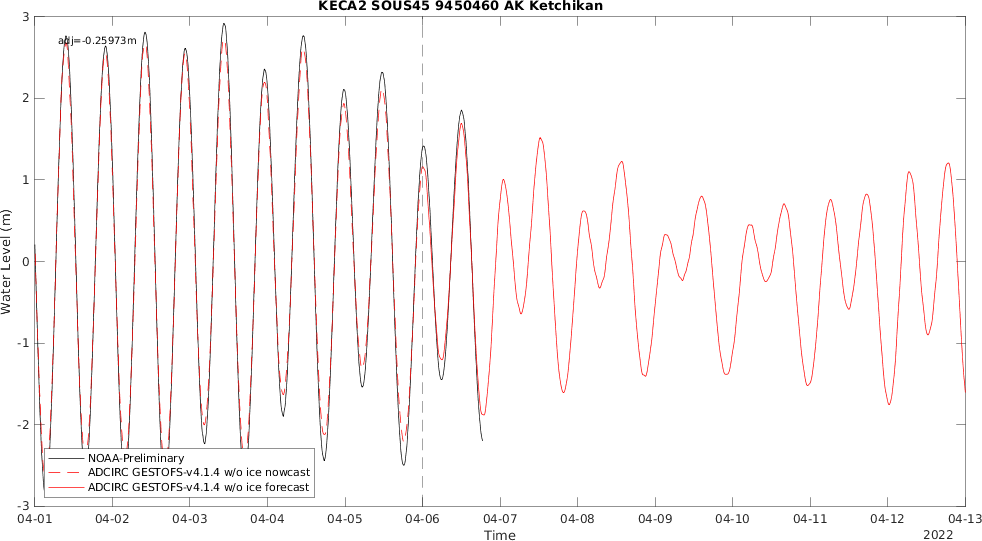 KECA2 SOUS45 9450460 AK Ketchikan
adj=-0.25973m
3
2
1
0
-1
-2
-3
Water Level (m)
NOAA-Preliminary
ADCIRC GESTOFS-v4.1.4 w/o ice nowcast
ADCIRC GESTOFS-v4.1.4 w/o ice forecast
04-01 04-02 04-03 04-04 04-05 04-06 04-07 04-08 04-09 04-10 04-11 04-12 04-13
Time
2022